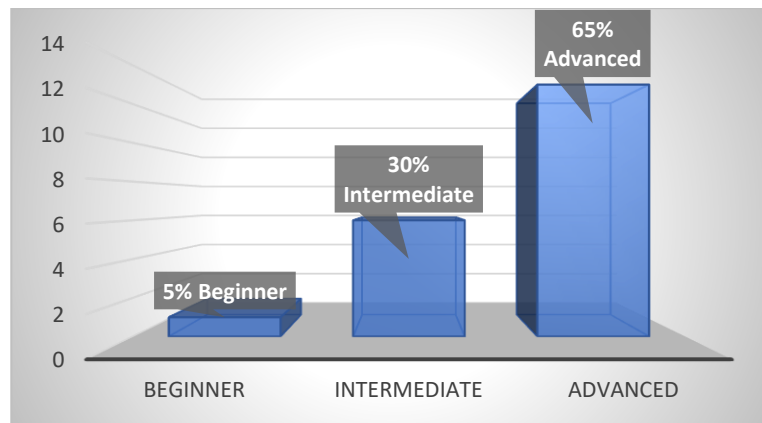 14
12
10
8
6
4
2
0
65%
Advanced
30%
Intermediate
5% Beginner
BEGINNER
INTERMEDIATE
ADVANCED